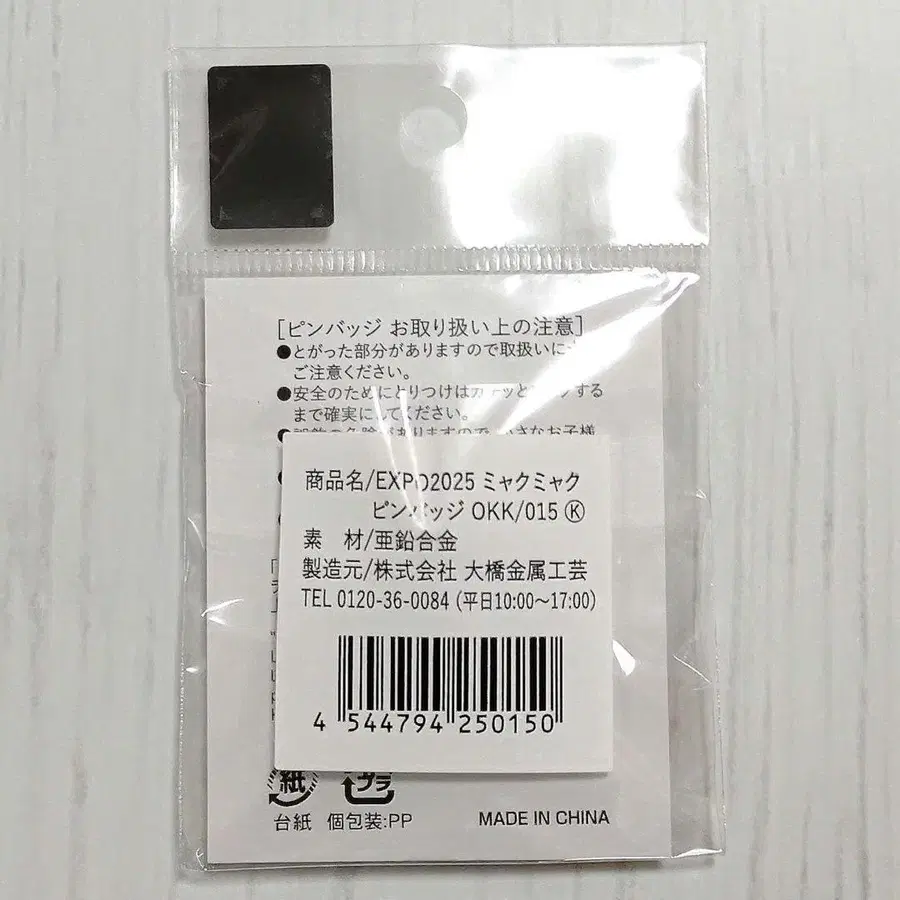 [ピンバッジ お取り扱い上の注意]
●とがった部分がありますので取扱いに
ご注意ください。
●安全のためにとりつけは
まで確実にしてください。
商品名/EXPO2025 ミャクミャク
ピンバッジ OKK/015 Ⓚ
素 材/亜鉛合金
製造元/株式会社 大橋金属工芸
TEL 0120-36-0084 (平日10:00〜17:00)
4 544794 250150
紙 プラ
台紙 個包装:PP MADE IN CHINA